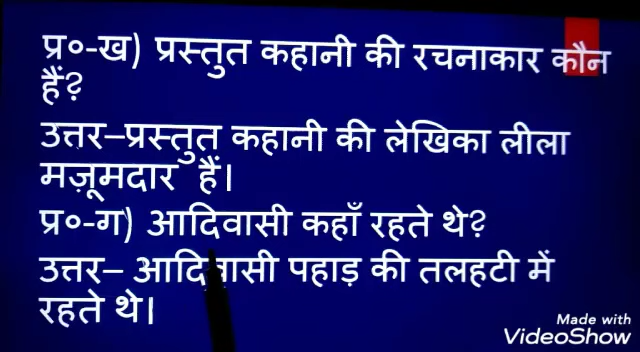 प्र०-ख) प्रस्तुत कहानी की रचनाकार कौन
हैं?
उत्तर–प्रस्तुत कहानी की लेखिका लीला
मज़ूमदार हैं।
प्र०-ग) आदिवासी कहाँ रहते थे?
उत्तर– आदिवासी पहाड़ की तलहटी में
रहते थे।
Made with
VideoShow